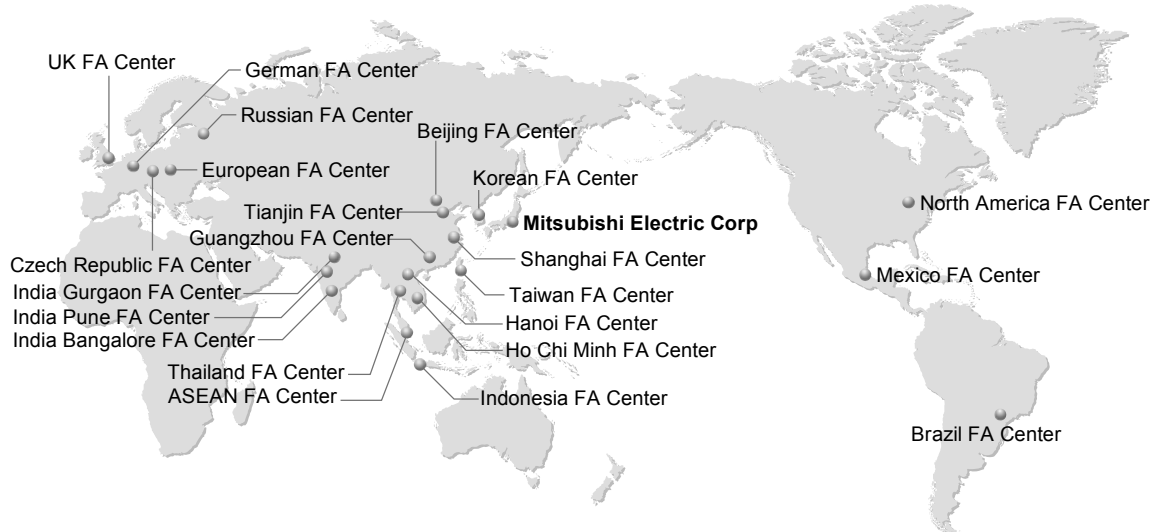 UK FA Center
German FA Center
Russian FA Center
Beijing FA Center
European FA Center
Korean FA Center
North America FA Center
Tianjin FA Center
Mitsubishi Electric Corp
Guangzhou FA Center
Shanghai FA Center
Czech Republic FA Center
Mexico FA Center
India Gurgaon FA Center
Taiwan FA Center
India Pune FA Center
Hanoi FA Center
India Bangalore FA Center
Ho Chi Minh FA Center
Thailand FA Center
ASEAN FA Center
Indonesia FA Center
Brazil FA Center